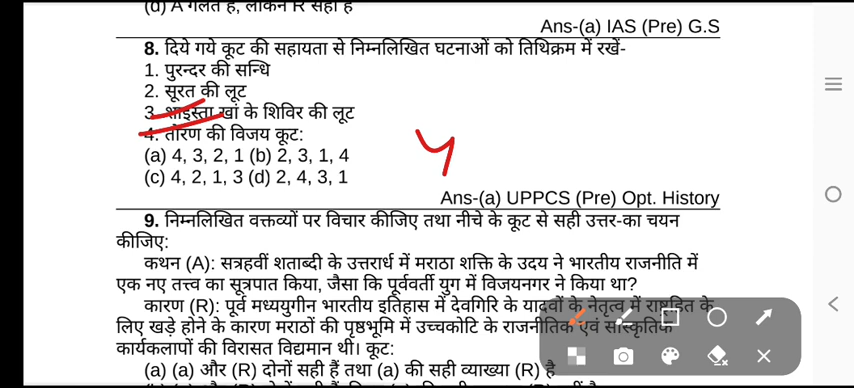 (d) A गलत है, लेकिन R सही है
Ans-(a) IAS (Pre) G.S
8. दिये गये कूट की सहायता से निम्नलिखित घटनाओं को तिथिक्रम में रखें-
1. पुरन्दर की सन्धि
2. सूरत की लूट
3. शाइस्ता खां के शिविर की लूट
4. तोरण की विजय कूट:
(a) 4, 3, 2, 1 (b) 2, 3, 1, 4
(c) 4, 2, 1, 3 (d) 2, 4, 3, 1
4
Ans-(a) UPPCS (Pre) Opt. History
9. निम्नलिखित वक्तव्यों पर विचार कीजिए तथा नीचे के कूट से सही उत्तर-का चयन
कीजिए:
कथन (A): सत्रहवीं शताब्दी के उत्तरार्ध में मराठा शक्ति के उदय ने भारतीय राजनीति में
एक नए तत्त्व का सूत्रपात किया, जैसा कि पूर्ववर्ती युग में विजयनगर ने किया था?
कारण (R): पूर्व मध्ययुगीन भारतीय इतिहास में देवगिरि के यादवों के नेतृत्व में राष्ट्रहित के
लिए खड़े होने के कारण मराठों की पृष्ठभूमि में उच्चकोटि के राजनीतिक एवं सांस्कृतिक
कार्यकलापों की विरासत विद्यमान थी। कूट:
(a) (a) और (R) दोनों सही हैं तथा (a) की सही व्याख्या (R) है